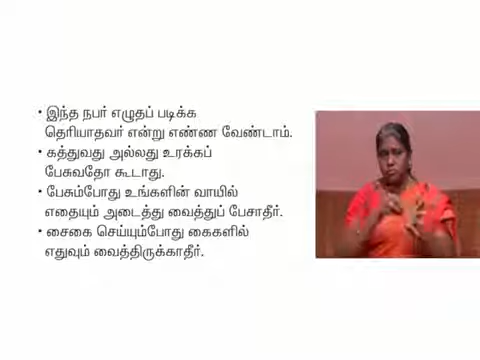 • இந்த நபர் எழுதப் படிக்க
தெரியாதவர் என்று எண்ண வேண்டாம்.
• கத்துவது அல்லது உரக்கப்
பேசுவதோ கூடாது.
• பேசும்போது உங்களின் வாயில்
எதையும் அடைத்து வைத்துப் பேசாதீர்.
• சைகை செய்யும்போது கைகளில்
எதுவும் வைத்திருக்காதீர்.